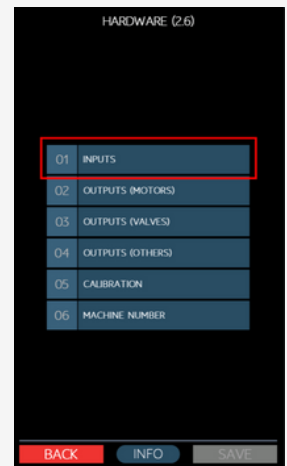 HARDWARE (2.6)
01 INPUTS
02 OUTPUTS (MOTORS)
03 OUTPUTS (VALVES)
04 OUTPUTS (OTHERS)
05 CALIBRATION
06 MACHINE NUMBER
BACK INFO SAVE